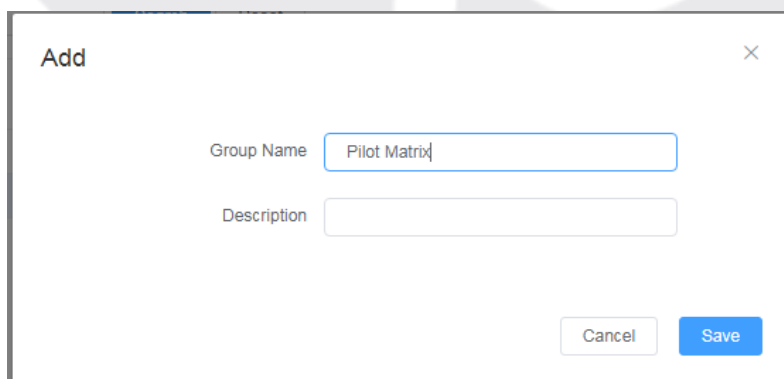 Add
Group Name
Pilot Matrix
Description
Cancel
Save